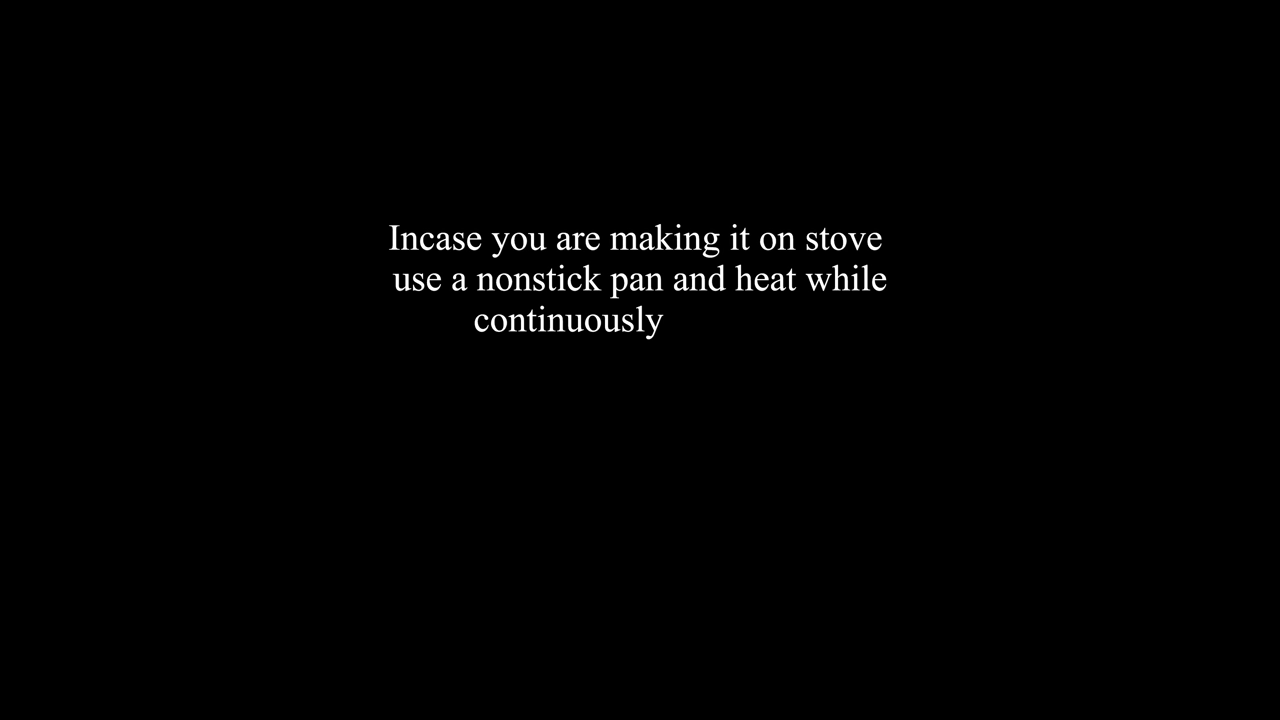 Incase you are making it on stove
use a nonstick pan and heat while
continuously